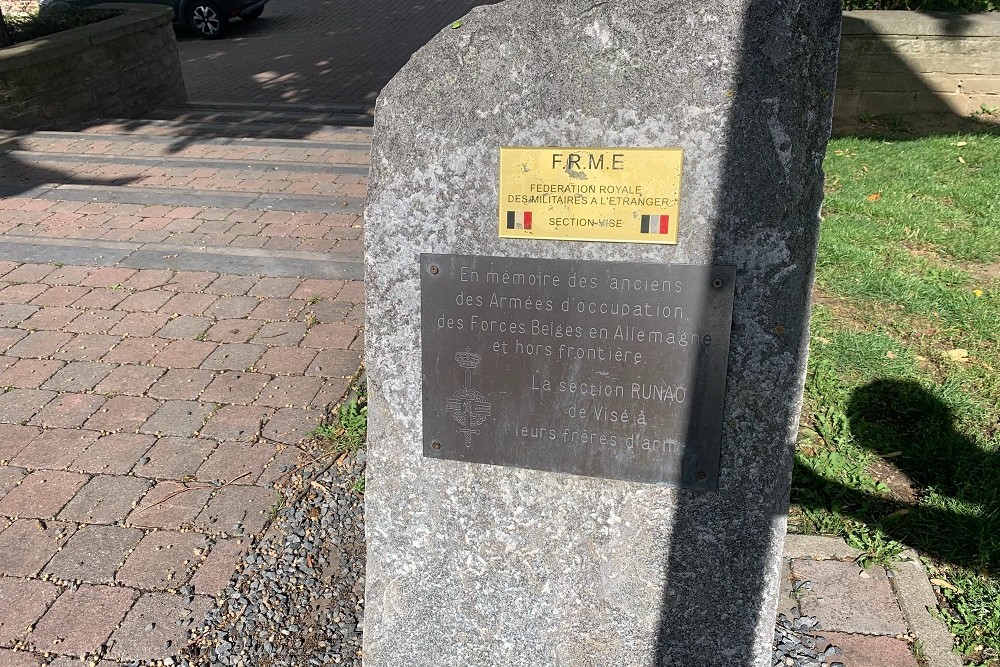 F.R.M.E
FEDERATION ROYALE
DES MILITAIRES A L'ETRANGER
SECTION-VISE
En mémoire des anciens
des Armées d'occupation
des Forces Belges en Allemagne
et hors frontière.
La section RUNAO
de Visé à
leurs frères d'arm